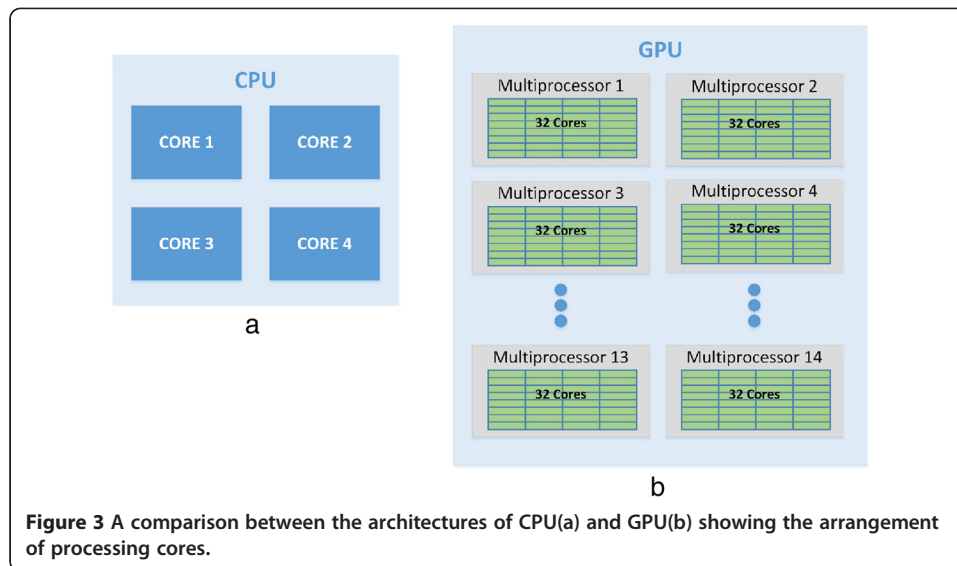 CPU
CORE 1
CORE 2
CORE 3
CORE 4
a
GPU
Multiprocessor 1
32 Cores
Multiprocessor 2
32 Cores
Multiprocessor 3
32 Cores
Multiprocessor 4
32 Cores
Multiprocessor 13
32 Cores
Multiprocessor 14
32 Cores
b
Figure 3 A comparison between the architectures of CPU(a) and GPU(b) showing the arrangement
of processing cores.